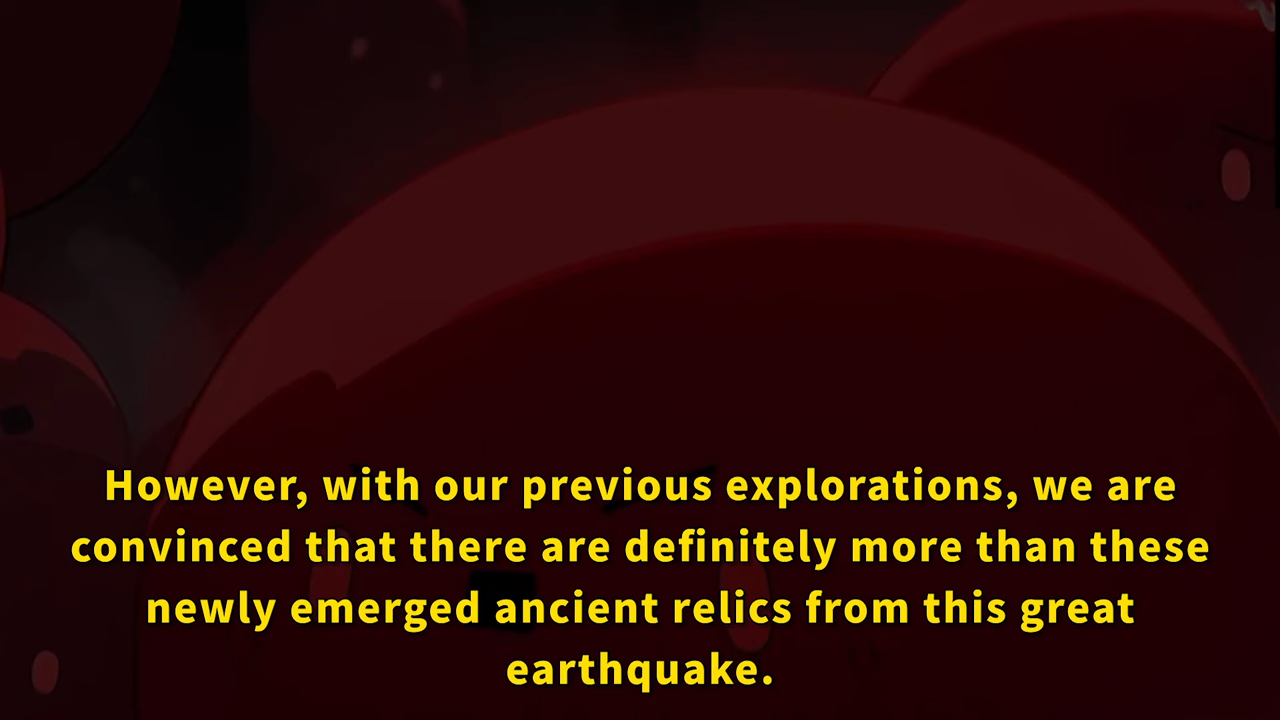 However, with our previous explorations, we are
convinced that there are definitely more than these
newly emerged ancient relics from this great
earthquake.